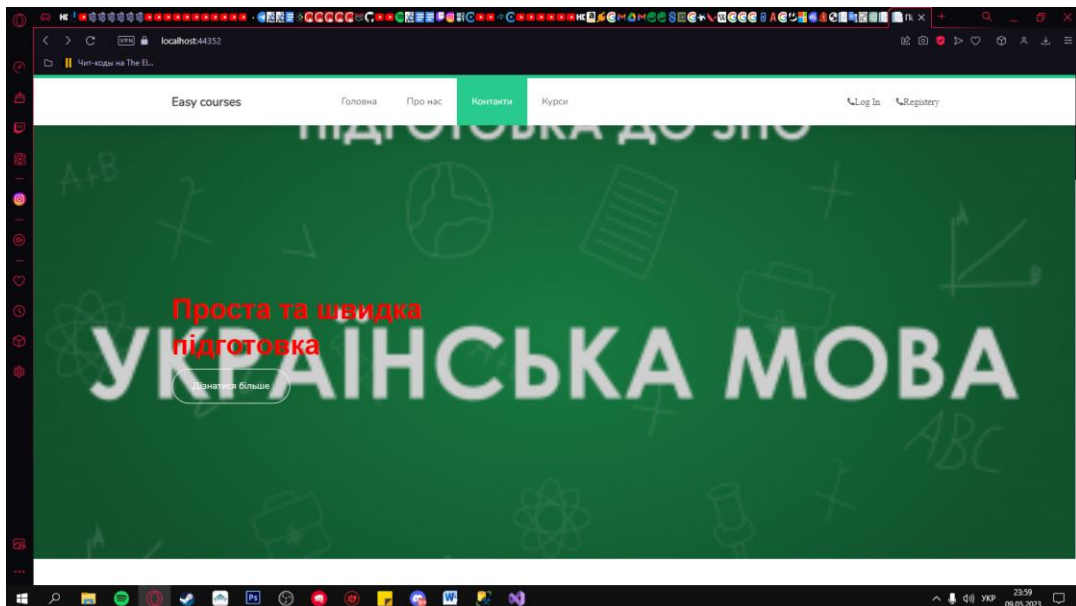 VPN
localhost:44352
Чит-коды на The El...
Easy courses
Головна
Про нас
Контакти
Курси
Log In
Registery
ПІДГОТОВКА ДО ЗНО
A+B
Проста та швидка
підготовка
УКРАЇНСЬКА МОВА
Дізнатися більше
ABC
УКР
23:59
09.05.2023